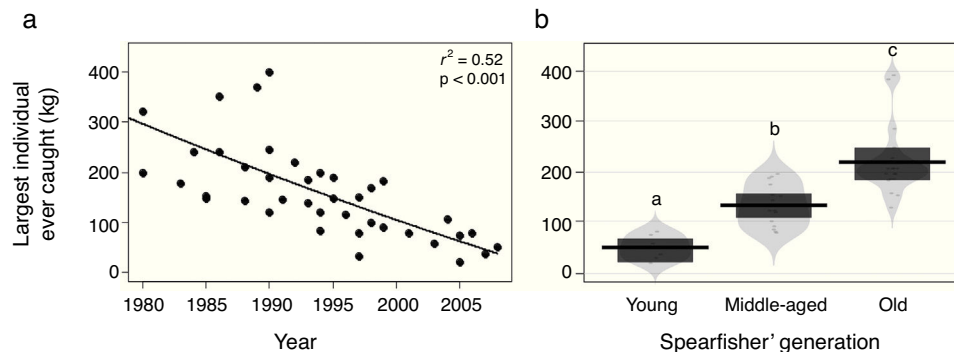 a
r² = 0.52
p < 0.001
Largest individual
ever caught (kg)
400
300
200
100
0
1980 1985 1990 1995 2000 2005
Year
b
400
300
200
100
0
a
b
c
Young Middle-aged Old
Spearfisher’ generation